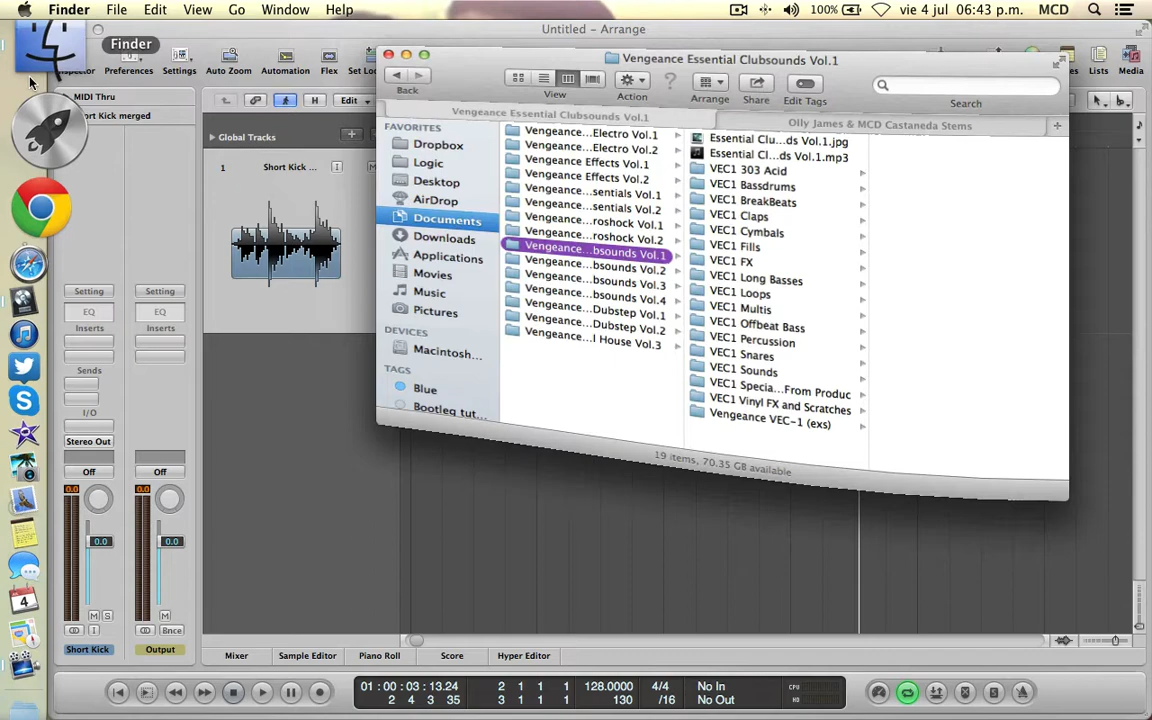 Finder File Edit View Go Window Help 100% vie 4 jul 06:43 p.m. MCD
Untitled - Arrange
Finder
Inspector Preferences Settings Auto Zoom Automation Flex Lists Media
MIDI Thru
Short Kick merged
H Edit
Global Tracks
1 Short Kick ... I
Setting Setting
EQ EQ
Inserts Inserts
Sends
I/O
Stereo Out
Off Off
0.0 0.0
0.0 0.0
M S M
I Bnce
Short Kick Output
Vengeance Essential Clubsounds Vol.1
Back View Action Arrange Share Edit Tags Search
Vengeance Essential Clubsounds Vol.1
Olly James & MCD Castaneda Stems
FAVORITES
Dropbox
Logic
Desktop
AirDrop
Documents
Downloads
Applications
Movies
Music
Pictures
DEVICES
Macintosh...
TAGS
Blue
Bootleg tut...
Vengeance...Electro Vol.1
Vengeance...Electro Vol.2
Vengeance Effects Vol.1
Vengeance Effects Vol.2
Vengeance...sentials Vol.1
Vengeance...sentials Vol.2
Vengeance...roshock Vol.1
Vengeance...roshock Vol.2
Vengeance...bsounds Vol.1
Vengeance...bsounds Vol.2
Vengeance...bsounds Vol.3
Vengeance...bsounds Vol.4
Vengeance...Dubstep Vol.1
Vengeance...Dubstep Vol.2
Vengeance...l House Vol.3
Essential Clu...ds Vol.1.jpg
Essential Cl...ds Vol.1.mp3
VEC1 303 Acid
VEC1 Bassdrums
VEC1 BreakBeats
VEC1 Claps
VEC1 Cymbals
VEC1 Fills
VEC1 FX
VEC1 Long Basses
VEC1 Loops
VEC1 Multis
VEC1 Offbeat Bass
VEC1 Percussion
VEC1 Snares
VEC1 Sounds
VEC1 Specia...From Produc
VEC1 Vinyl FX and Scratches
Vengeance VEC-1 (exs)
19 items, 70.35 GB available
4
Mixer Sample Editor Piano Roll Score Hyper Editor
01 : 00 : 03 : 13.24 2 1 1 1 128.0000 4/4 No In CPU
2 4 3 35 3 1 1 1 130 /16 No Out HD